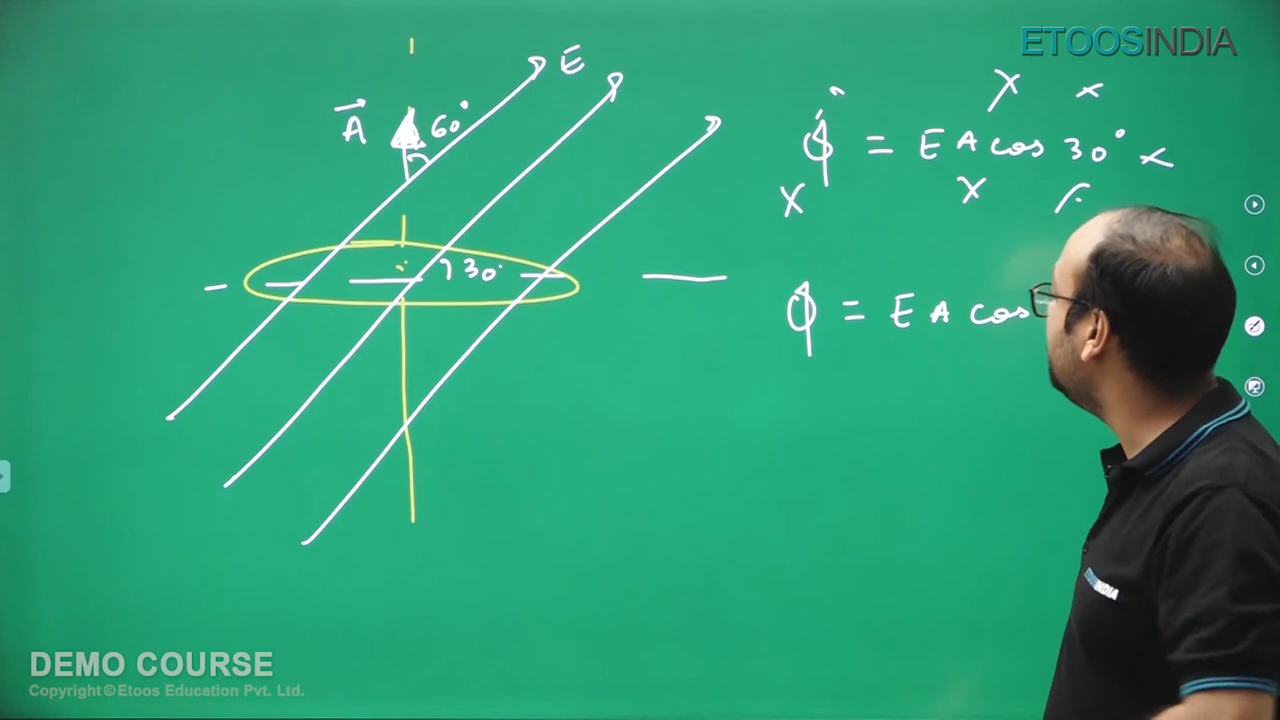 ETOOSINDIA
E
A 60°
30°
ϕ = E A cos 30°
ϕ = E A cos
DEMO COURSE
Copyright © Etoos Education Pvt. Ltd.